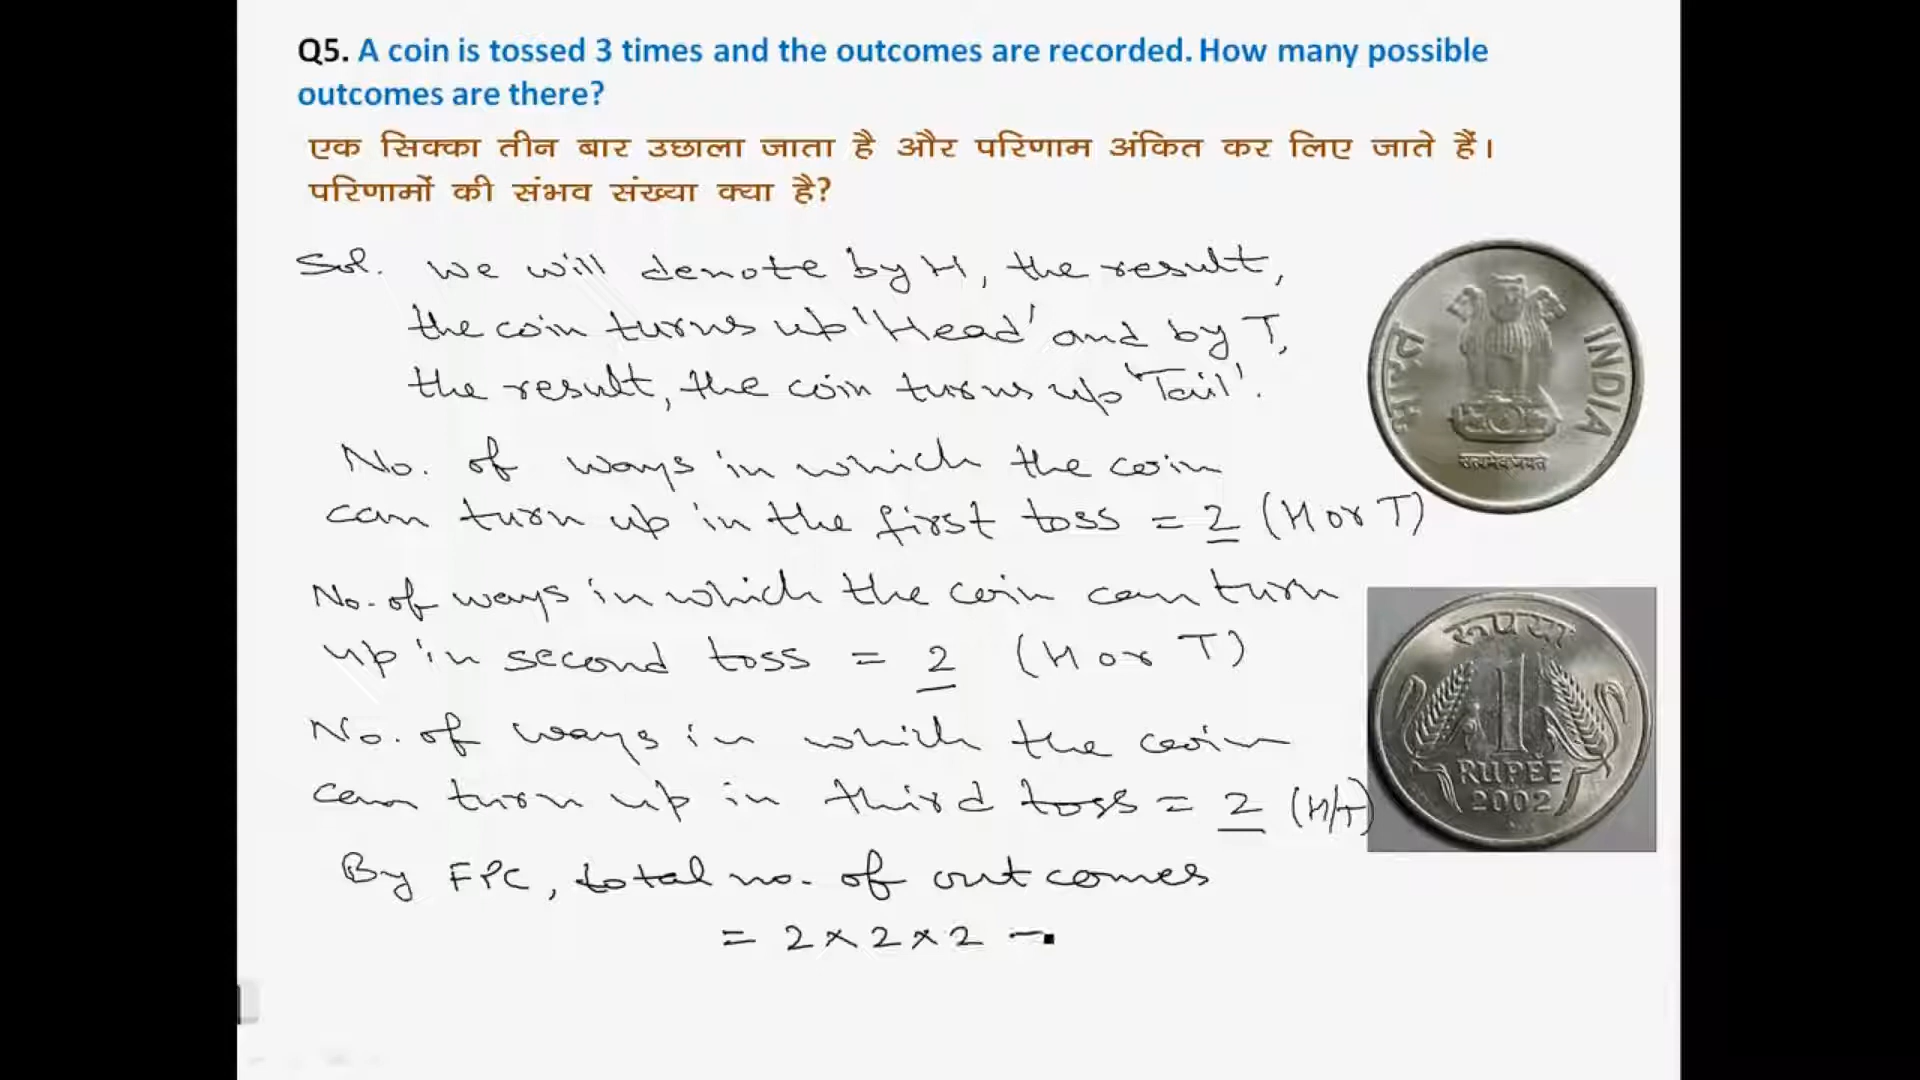 Q5. A coin is tossed 3 times and the outcomes are recorded. How many possible
outcomes are there?
एक सिक्का तीन बार उछाला जाता है और परिणाम अंकित कर लिए जाते हैं।
परिणामों की संभव संख्या क्या है?
Sol. We will denote by H, the result,
the coin turns up 'Head' and by T,
the result, the coin turns up 'Tail'.
No. of ways in which the coin
can turn up in the first toss = 2 (H or T)
No. of ways in which the coin can turn
up in second toss = 2 (H or T)
No. of ways in which the coin
can turn up in third toss = 2 (H/T)
By FPC, total no. of outcomes
= 2 × 2 × 2 -
भारत INDIA
सत्यमेव जयते
रूपया
1
RUPEE
2002